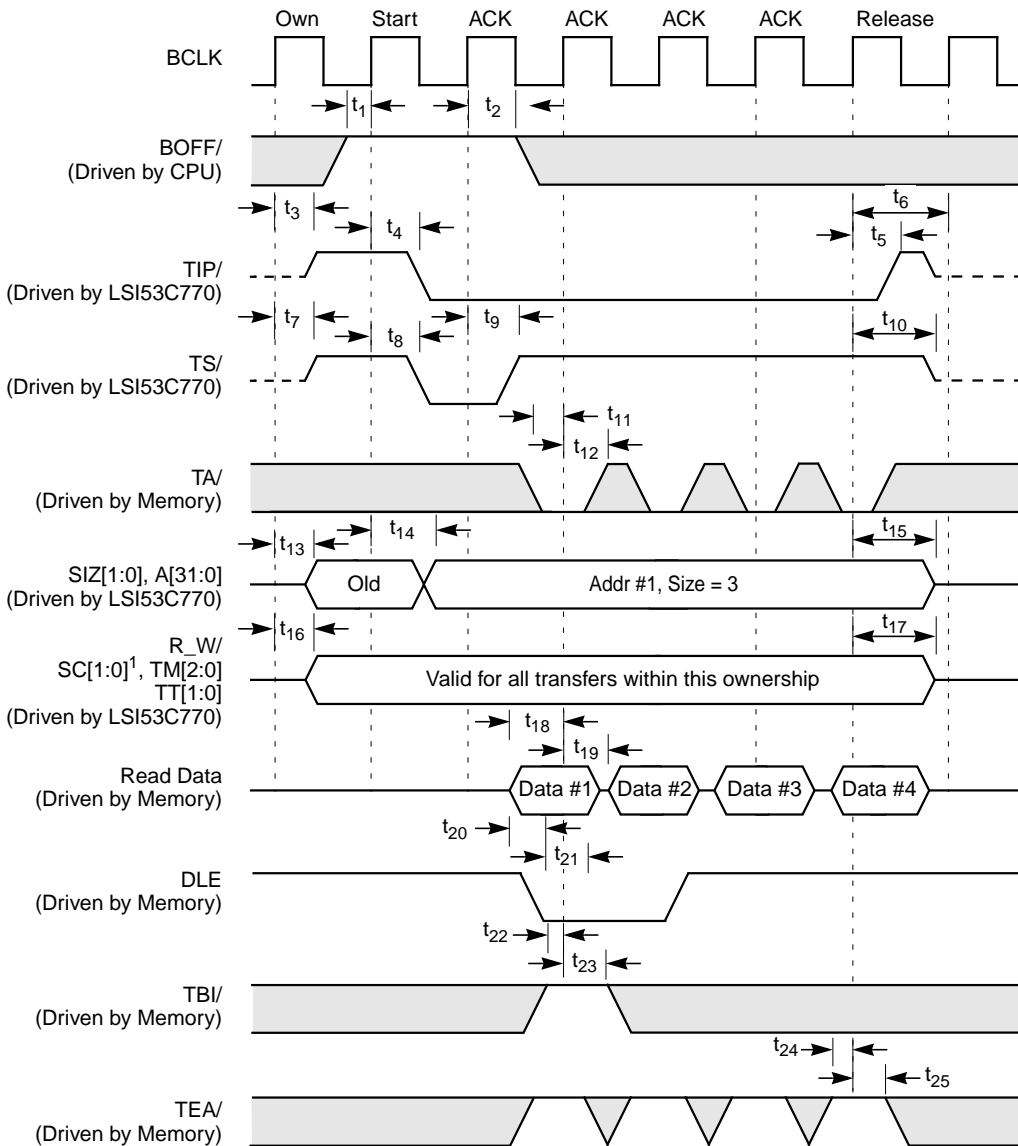 Own Start ACK ACK ACK ACK Release
BCLK
t1 t2
BOFF/
(Driven by CPU)
t3 t4 t6
t5
TIP/
(Driven by LSI53C770)
t7 t8 t9 t10
TS/
(Driven by LSI53C770)
t11
t12
TA/
(Driven by Memory)
t13 t14 t15
SIZ[1:0], A[31:0]
(Driven by LSI53C770)
Old Addr #1, Size = 3
t16 t17
R_W/
SC[1:0]1, TM[2:0]
TT[1:0]
(Driven by LSI53C770)
Valid for all transfers within this ownership
t18
t19
Read Data
(Driven by Memory)
Data #1 Data #2 Data #3 Data #4
t20
t21
DLE
(Driven by Memory)
t22
t23
TBI/
(Driven by Memory)
t24
t25
TEA/
(Driven by Memory)